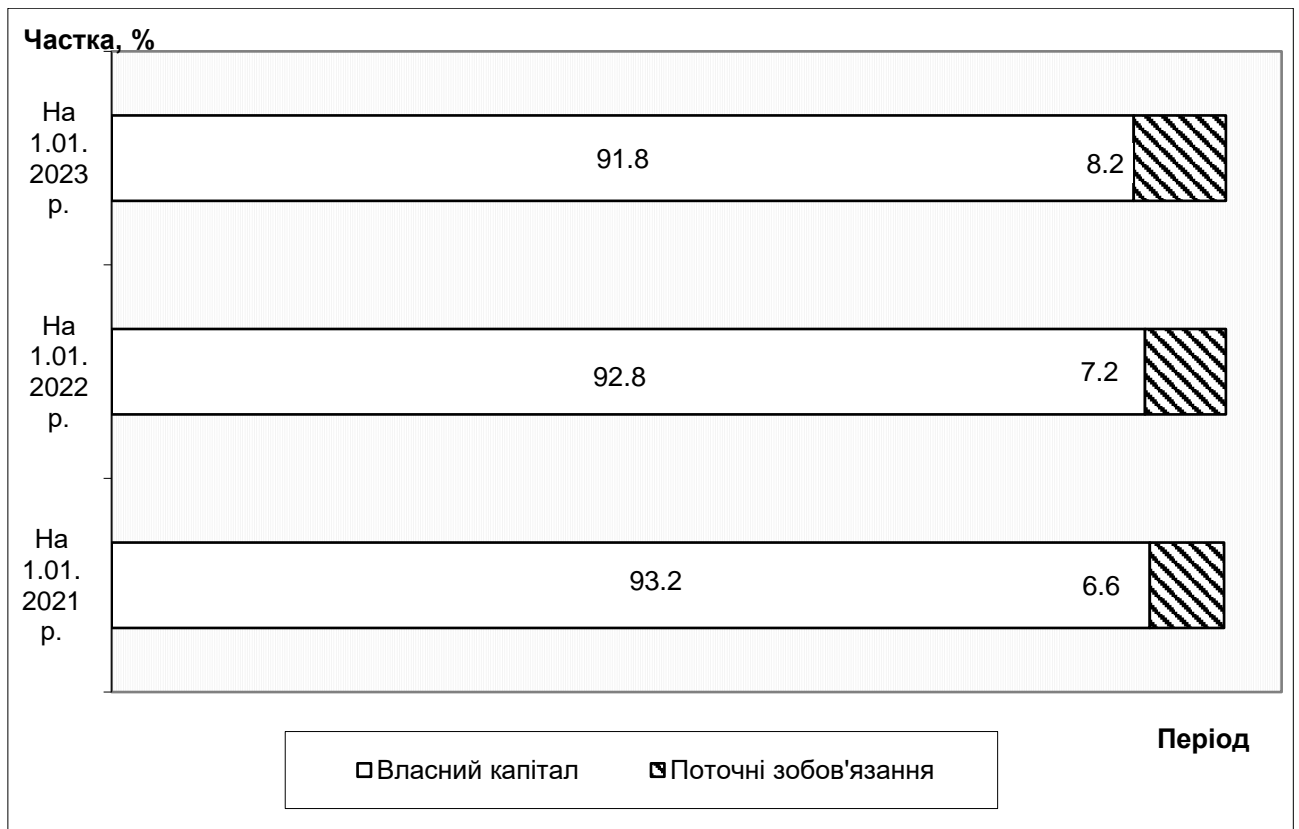 Частка, %
На
1.01.
2023
р.
91.8
8.2
На
1.01.
2022
р.
92.8
7.2
На
1.01.
2021
р.
93.2
6.6
Період
Власний капітал
Поточні зобов'язання